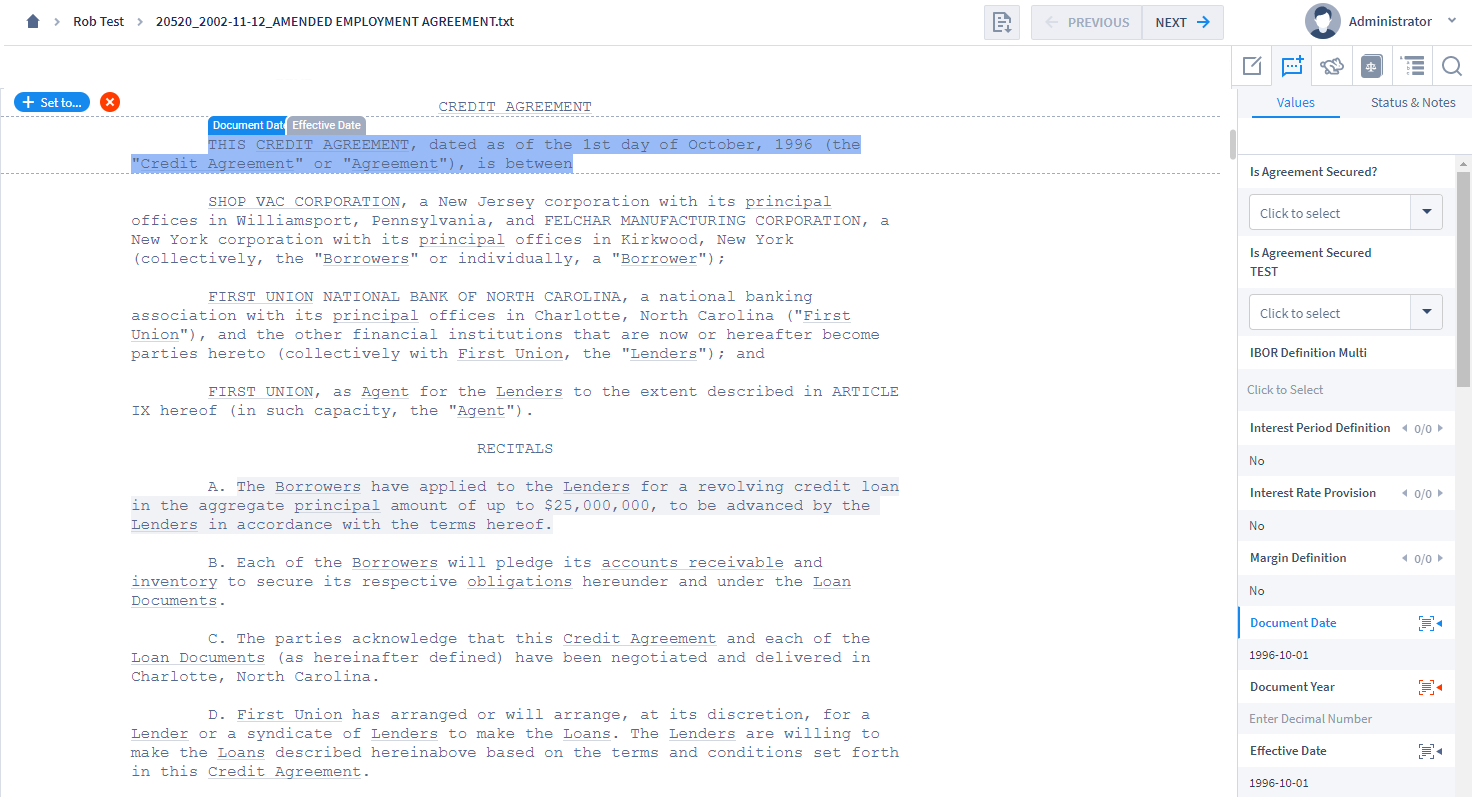 Rob Test
20520_2002-11-12_AMENDED EMPLOYMENT AGREEMENT.txt
PREVIOUS
NEXT
Administrator
Set to...
CREDIT AGREEMENT
Document Date
Effective Date
THIS CREDIT AGREEMENT, dated as of the 1st day of October, 1996 (the
"Credit Agreement" or "Agreement"), is between
SHOP VAC CORPORATION, a New Jersey corporation with its principal
offices in Williamsport, Pennsylvania, and FELCHAR MANUFACTURING CORPORATION, a
New York corporation with its principal offices in Kirkwood, New York
(collectively, the "Borrowers" or individually, a "Borrower");
FIRST UNION NATIONAL BANK OF NORTH CAROLINA, a national banking
association with its principal offices in Charlotte, North Carolina ("First
Union"), and the other financial institutions that are now or hereafter become
parties hereto (collectively with First Union, the "Lenders"); and
FIRST UNION, as Agent for the Lenders to the extent described in ARTICLE
IX hereof (in such capacity, the "Agent").
RECITALS
A. The Borrowers have applied to the Lenders for a revolving credit loan
in the aggregate principal amount of up to $25,000,000, to be advanced by the
Lenders in accordance with the terms hereof.
B. Each of the Borrowers will pledge its accounts receivable and
inventory to secure its respective obligations hereunder and under the Loan
Documents.
C. The parties acknowledge that this Credit Agreement and each of the
Loan Documents (as hereinafter defined) have been negotiated and delivered in
Charlotte, North Carolina.
D. First Union has arranged or will arrange, at its discretion, for a
Lender or a syndicate of Lenders to make the Loans. The Lenders are willing to
make the Loans described hereinabove based on the terms and conditions set forth
in this Credit Agreement.
Values
Status & Notes
Is Agreement Secured?
Click to select
Is Agreement Secured
TEST
Click to select
IBOR Definition Multi
Click to Select
Interest Period Definition 0/0
No
Interest Rate Provision 0/0
No
Margin Definition 0/0
No
Document Date
1996-10-01
Document Year
Enter Decimal Number
Effective Date
1996-10-01